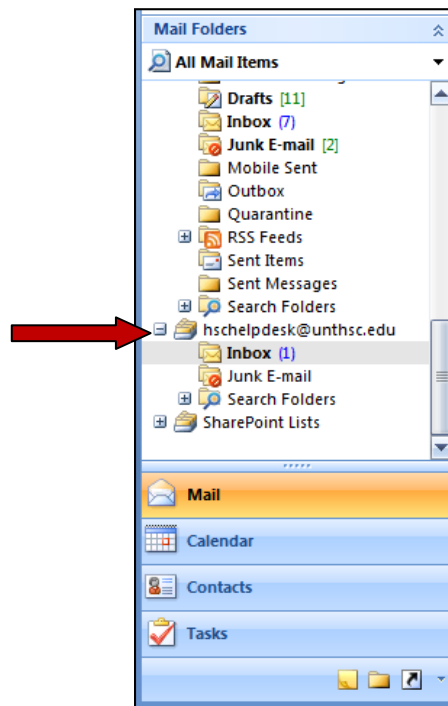 Mail Folders
All Mail Items
Drafts [11]
Inbox (7)
Junk E-mail [2]
Mobile Sent
Outbox
Quarantine
RSS Feeds
Sent Items
Sent Messages
Search Folders
hschelpdesk@unthsc.edu
Inbox (1)
Junk E-mail
Search Folders
SharePoint Lists
Mail
Calendar
Contacts
Tasks